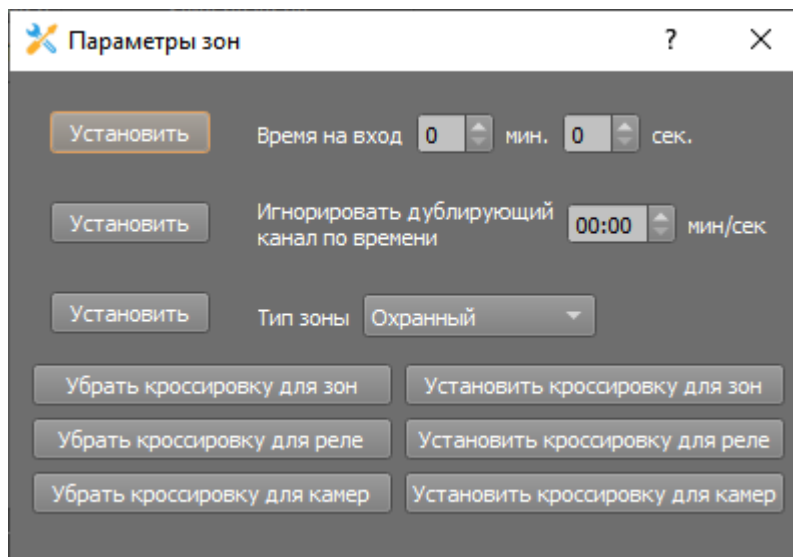 Параметры зон ?
Установить Время на вход 0 мин. 0 сек.
Установить Игнорировать дублирующий
канал по времени 00:00 мин/сек
Установить Тип зоны Охранный
Убрать кроссировку для зон Установить кроссировку для зон
Убрать кроссировку для реле Установить кроссировку для реле
Убрать кроссировку для камер Установить кроссировку для камер